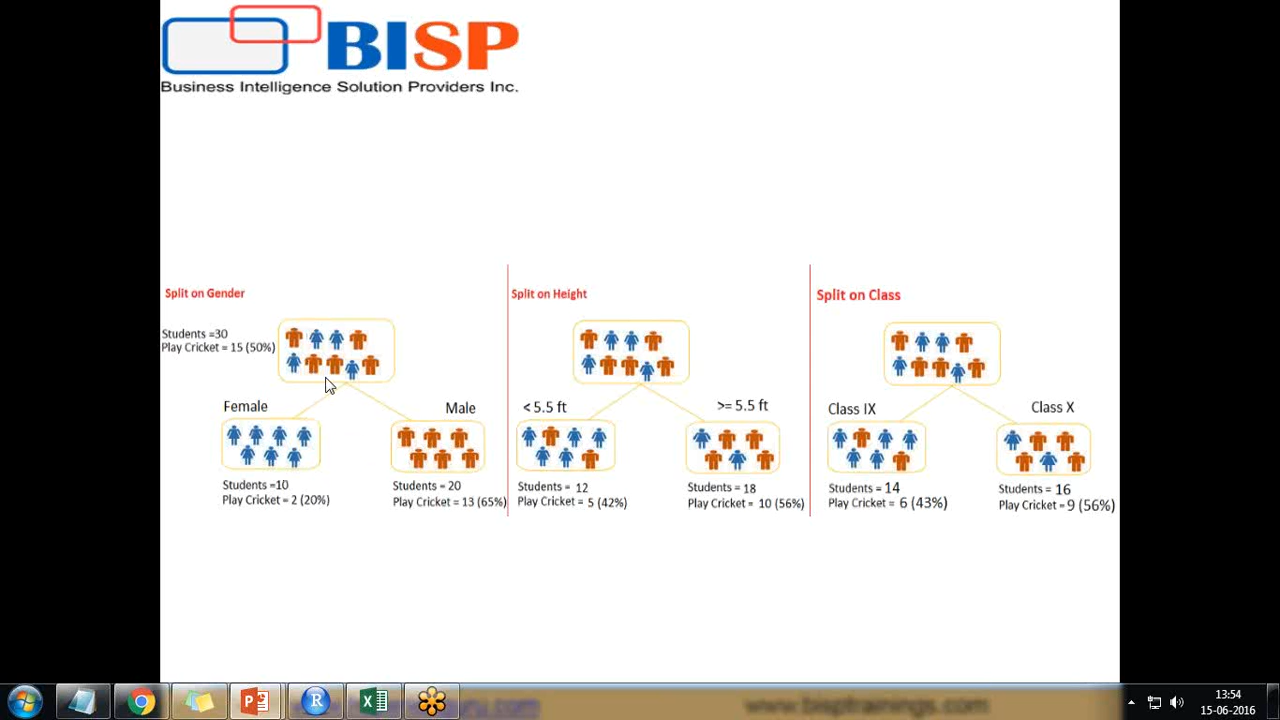 BISP
Business Intelligence Solution Providers Inc.
Split on Gender
Students =30
Play Cricket = 15 (50%)
Female
Male
Students =10
Play Cricket = 2 (20%)
Students = 20
Play Cricket = 13 (65%)
Split on Height
< 5.5 ft
>= 5.5 ft
Students = 12
Play Cricket = 5 (42%)
Students = 18
Play Cricket = 10 (56%)
Split on Class
Class IX
Class X
Students = 14
Play Cricket = 6 (43%)
Students = 16
Play Cricket = 9 (56%)
www.bisptrainings.com
13:54
15-06-2016